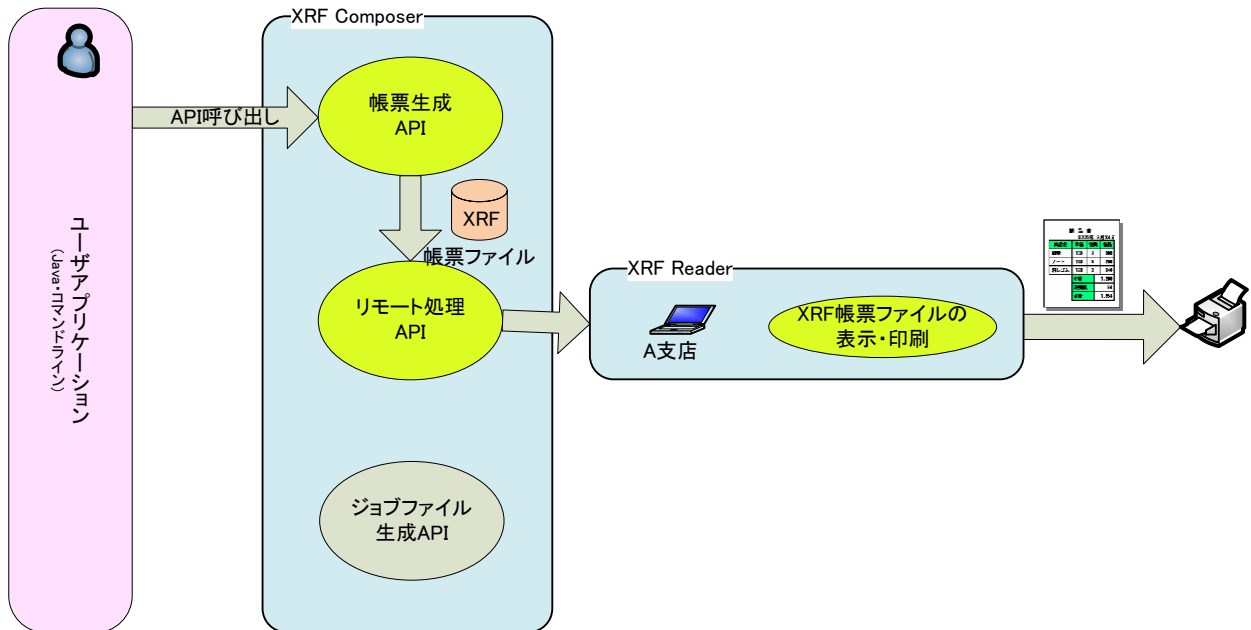 XRF Composer
帳票生成
API
API呼び出し
XRF
帳票ファイル
ユーザアプリケーション
(Java・コマンドライン)
リモート処理
API
XRF Reader
A支店
XRF帳票ファイルの
表示・印刷
ジョブファイル
生成API